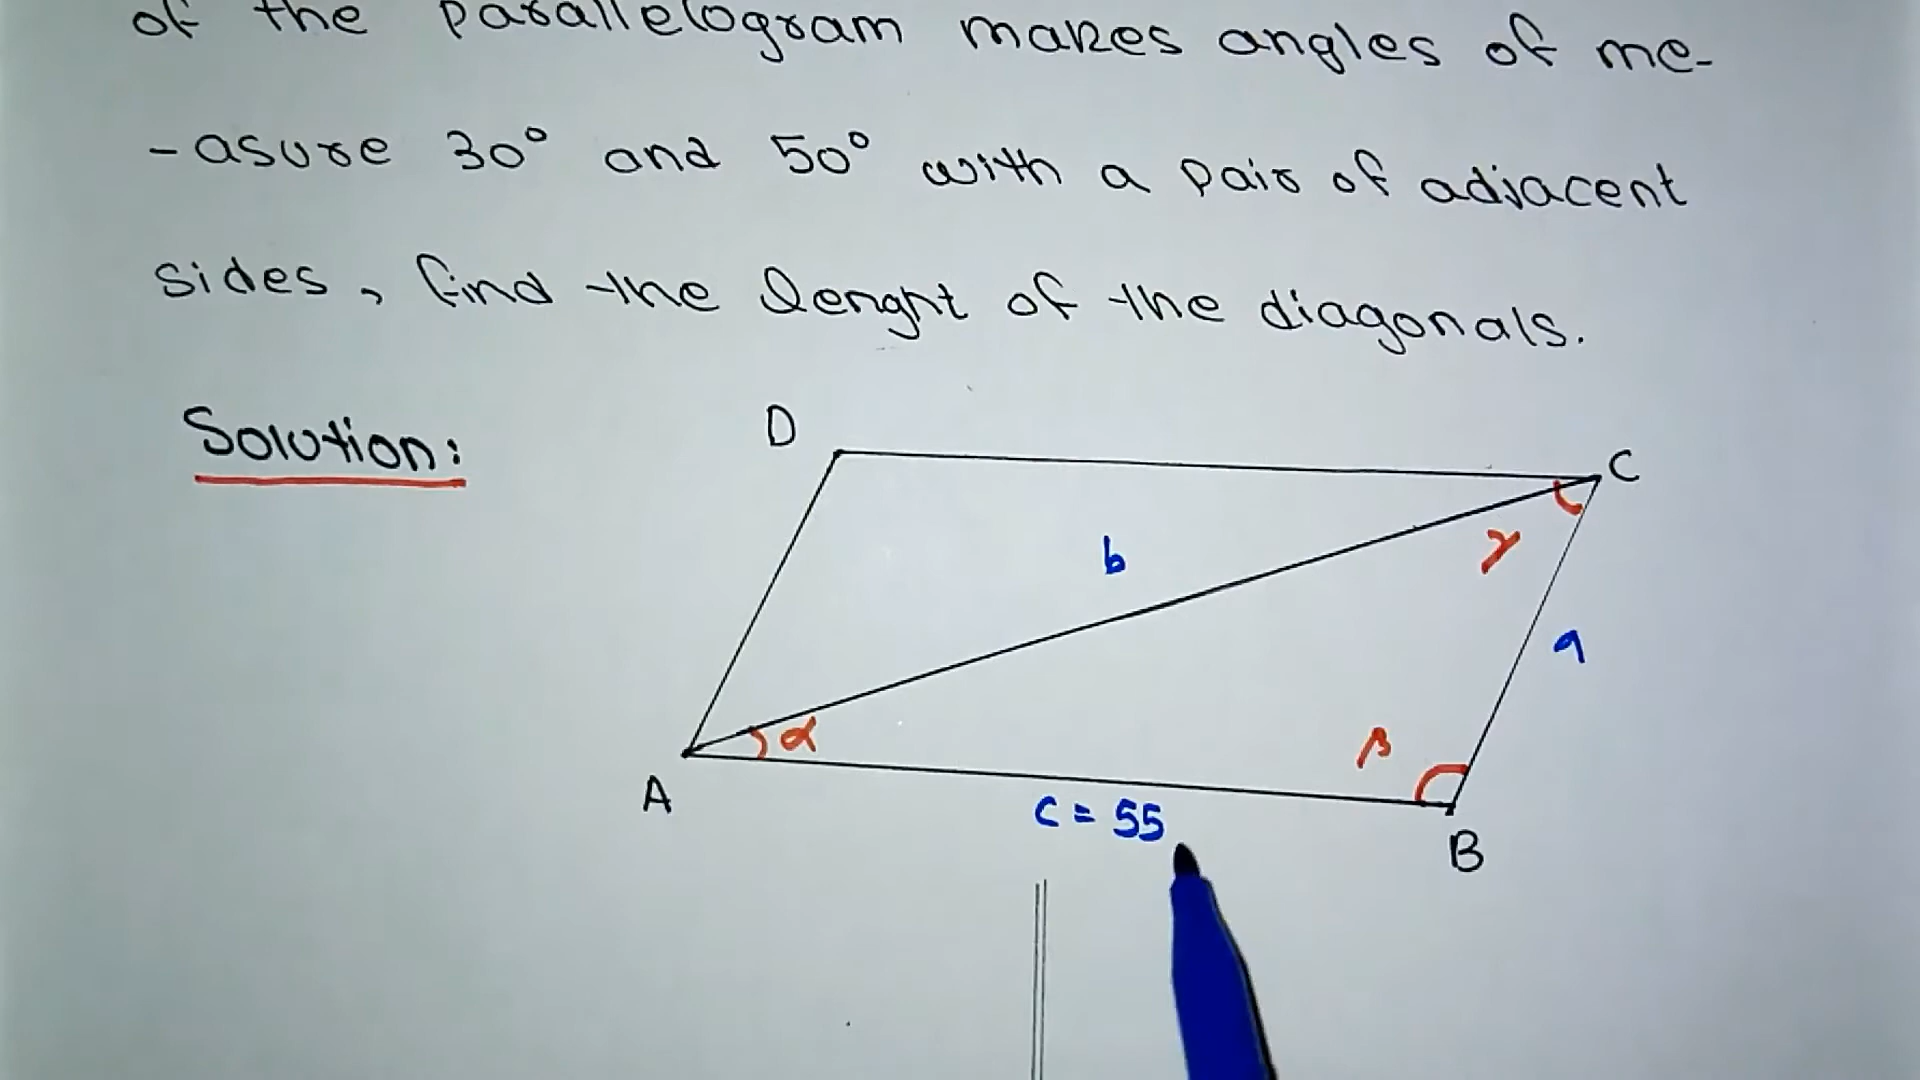 of the parallelogram makes angles of me-
-asure 30° and 50° with a pair of adjacent
sides, find the lenght of the diagonals.
Solution:
D
C
b
γ
a
α
β
A
c = 55
B